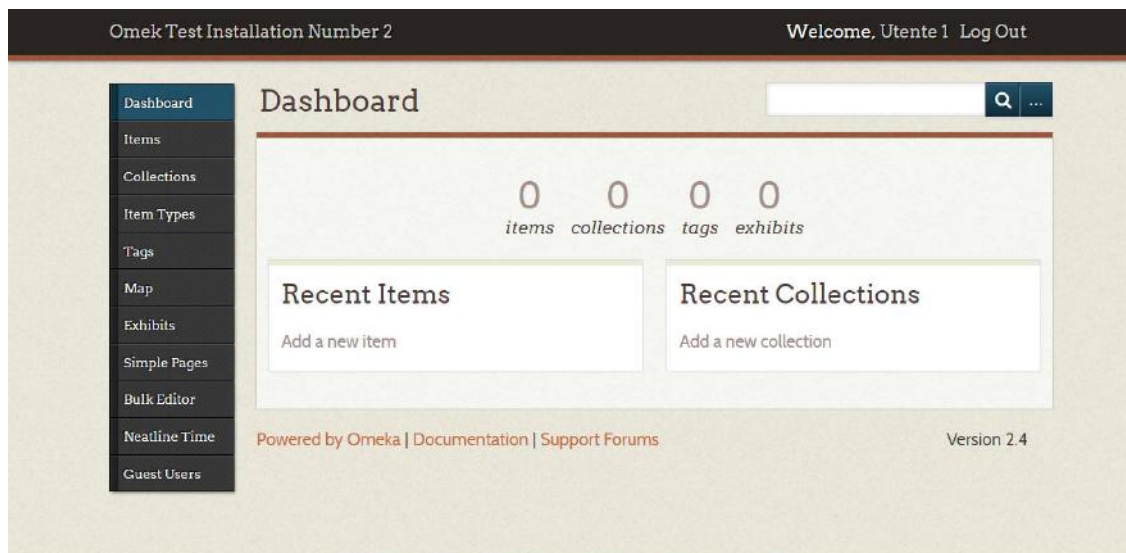 Omek Test Installation Number 2
Welcome, Utente 1 Log Out
Dashboard
Items
Collections
Item Types
Tags
Map
Exhibits
Simple Pages
Bulk Editor
Neatline Time
Guest Users
Dashboard
...
0 0 0 0
items collections tags exhibits
Recent Items
Add a new item
Recent Collections
Add a new collection
Powered by Omeka | Documentation | Support Forums
Version 2.4